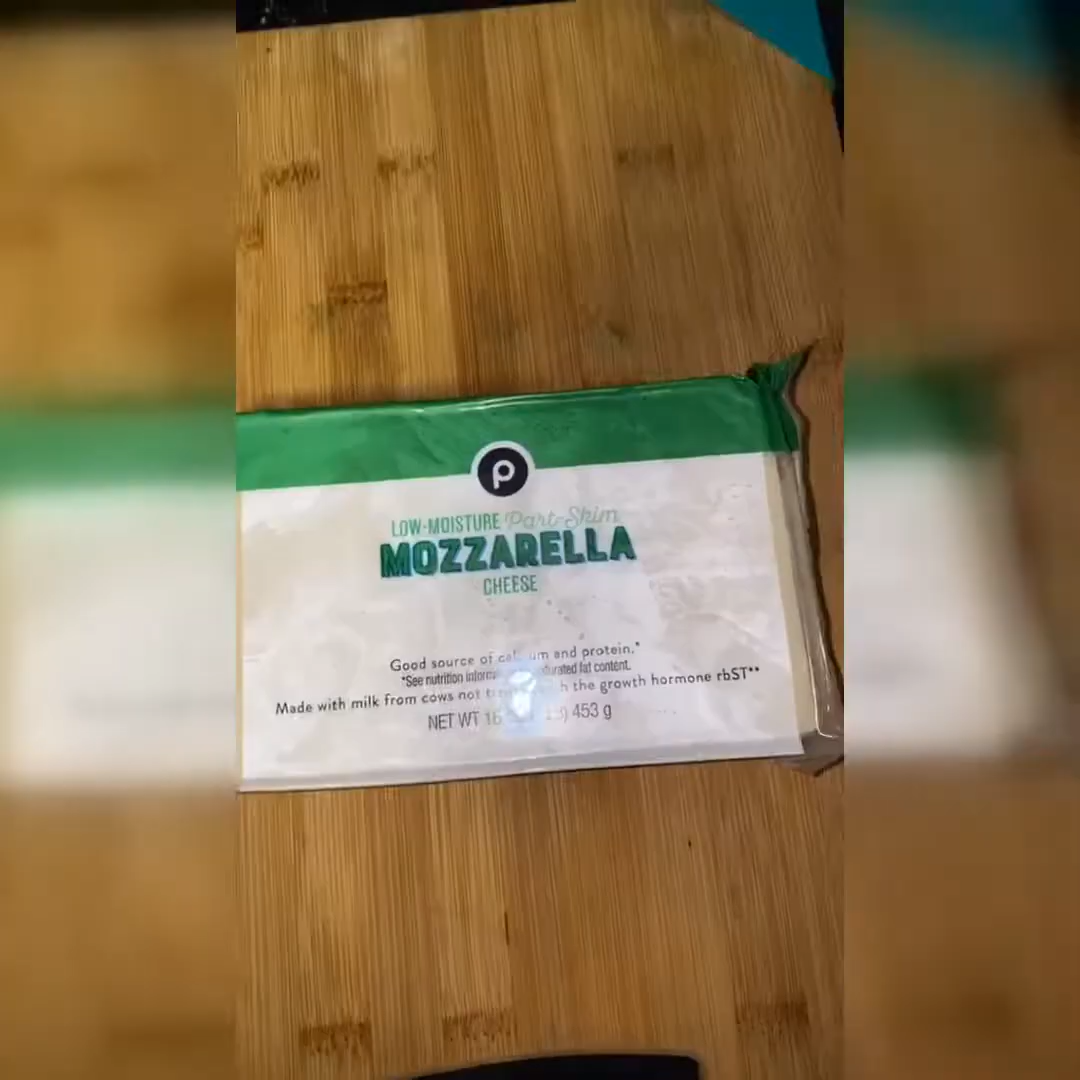 P
LOW-MOISTURE Part-Skim
MOZZARELLA
CHEESE
Good source of and protein.*
*See nutrition fat content.
Made with milk from cows not the growth hormone rbST**
NET WT 453 g